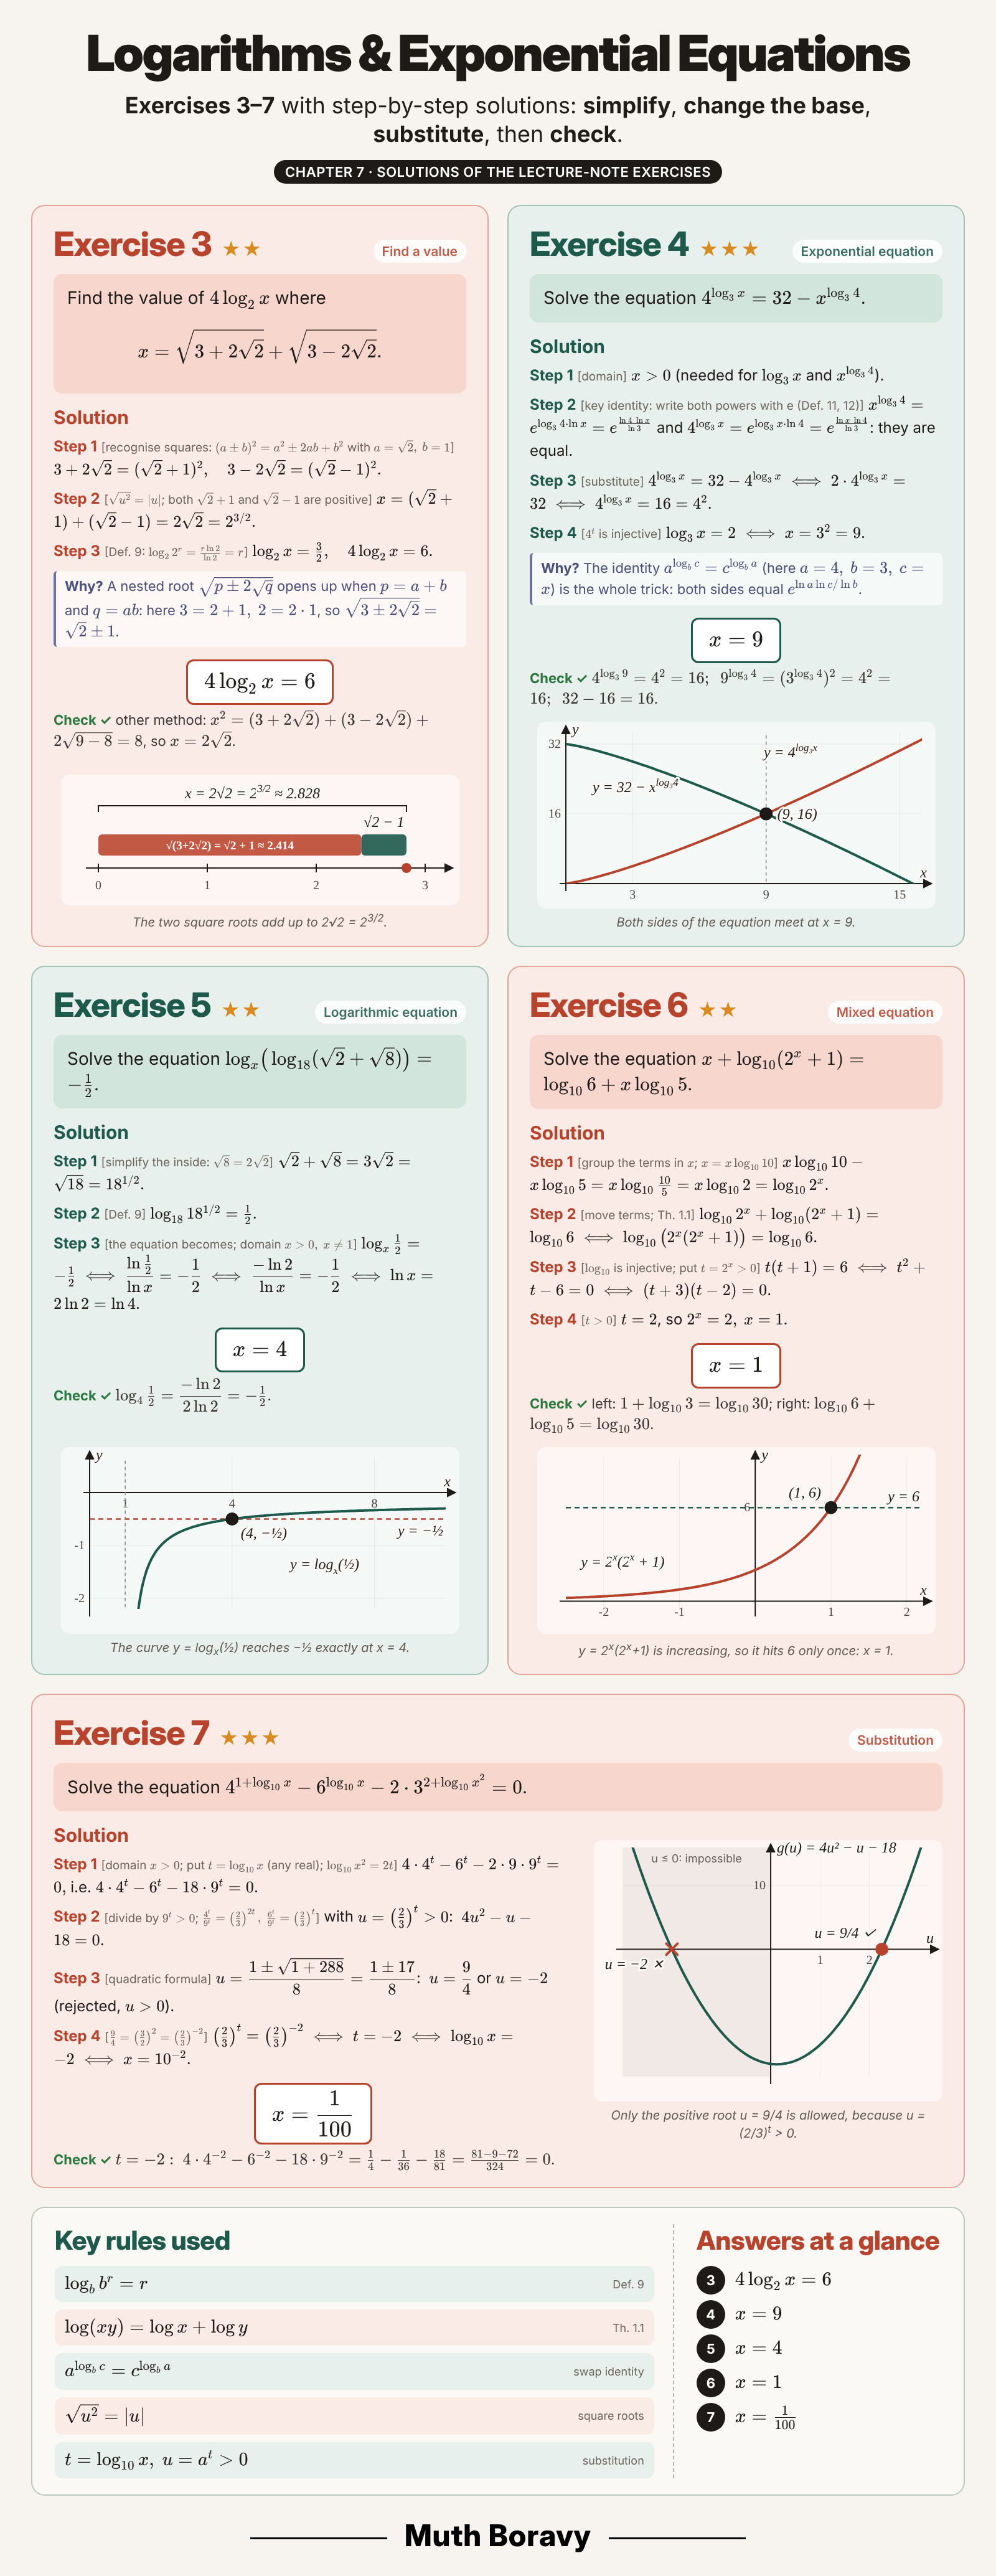 Logarithms & Exponential Equations
Exercises 3–7 with step-by-step solutions: simplify, change the base,
substitute, then check.
CHAPTER 7 · SOLUTIONS OF THE LECTURE-NOTE EXERCISES
Exercise 3 ★★
Find a value
Find the value of 4 log₂ x where
x = √(3 + 2√2) + √(3 − 2√2).
Solution
Step 1 [recognise squares: (a ± b)² = a² ± 2ab + b² with a = √2, b = 1]
3 + 2√2 = (√2 + 1)², 3 − 2√2 = (√2 − 1)².
Step 2 [√u² = |u|; both √2 + 1 and √2 − 1 are positive] x = (√2 +
1) + (√2 − 1) = 2√2 = 2^{3/2}.
Step 3 [Def. 9: log₂ 2^r = (r ln 2)/(ln 2) = r] log₂ x = 3/2, 4 log₂ x = 6.
Why? A nested root √(p ± 2√q) opens up when p = a + b
and q = ab: here 3 = 2 + 1, 2 = 2 · 1, so √(3 ± 2√2) =
√2 ± 1.
4 log₂ x = 6
Check ✓ other method: x² = (3 + 2√2) + (3 − 2√2) +
2√(9 − 8) = 8, so x = 2√2.
x = 2√2 = 2^{3/2} ≈ 2.828
√2 − 1
√(3+2√2) = √2 + 1 ≈ 2.414
0 1 2 3
The two square roots add up to 2√2 = 2^{3/2}.
Exercise 4 ★★★
Exponential equation
Solve the equation 4^{log₃ x} = 32 − x^{log₃ 4}.
Solution
Step 1 [domain] x > 0 (needed for log₃ x and x^{log₃ 4}).
Step 2 [key identity: write both powers with e (Def. 11, 12)] x^{log₃ 4} =
e^{log₃ 4·ln x} = e^{(ln 4 ln x)/(ln 3)} and 4^{log₃ x} = e^{log₃ x·ln 4} = e^{(ln x ln 4)/(ln 3)}: they are
equal.
Step 3 [substitute] 4^{log₃ x} = 32 − 4^{log₃ x} ⟺ 2 · 4^{log₃ x} =
32 ⟺ 4^{log₃ x} = 16 = 4².
Step 4 [4^t is injective] log₃ x = 2 ⟺ x = 3² = 9.
Why? The identity a^{log_b c} = c^{log_b a} (here a = 4, b = 3, c =
x) is the whole trick: both sides equal e^{ln a ln c/ ln b}.
x = 9
Check ✓ 4^{log₃ 9} = 4² = 16; 9^{log₃ 4} = (3^{log₃ 4})² = 4² =
16; 32 − 16 = 16.
y
32
y = 4^{log₃x}
y = 32 − x^{log₃4}
16
(9, 16)
x
3 9 15
Both sides of the equation meet at x = 9.
Exercise 5 ★★
Logarithmic equation
Solve the equation log_x ( log₁₈(√2 + √8)) =
−1/2.
Solution
Step 1 [simplify the inside: √8 = 2√2] √2 + √8 = 3√2 =
√18 = 18^{1/2}.
Step 2 [Def. 9] log₁₈ 18^{1/2} = 1/2.
Step 3 [the equation becomes; domain x > 0, x ≠ 1] log_x 1/2 =
−1/2 ⟺ (ln 1/2)/(ln x) = −1/2 ⟺ (− ln 2)/(ln x) = −1/2 ⟺ ln x =
2 ln 2 = ln 4.
x = 4
Check ✓ log₄ 1/2 = (− ln 2)/(2 ln 2) = −1/2.
y
x
1 4 8
(4, −½)
y = −½
-1
y = log_x(½)
-2
The curve y = log_x(½) reaches −½ exactly at x = 4.
Exercise 6 ★★
Mixed equation
Solve the equation x + log₁₀(2^x + 1) =
log₁₀ 6 + x log₁₀ 5.
Solution
Step 1 [group the terms in x; x = x log₁₀ 10] x log₁₀ 10 −
x log₁₀ 5 = x log₁₀ 10/5 = x log₁₀ 2 = log₁₀ 2^x.
Step 2 [move terms; Th. 1.1] log₁₀ 2^x + log₁₀(2^x + 1) =
log₁₀ 6 ⟺ log₁₀ (2^x(2^x + 1)) = log₁₀ 6.
Step 3 [log₁₀ is injective; put t = 2^x > 0] t(t + 1) = 6 ⟺ t² +
t − 6 = 0 ⟺ (t + 3)(t − 2) = 0.
Step 4 [t > 0] t = 2, so 2^x = 2, x = 1.
x = 1
Check ✓ left: 1 + log₁₀ 3 = log₁₀ 30; right: log₁₀ 6 +
log₁₀ 5 = log₁₀ 30.
y
(1, 6)
y = 6
6
y = 2^x(2^x + 1)
x
-2 -1 1 2
y = 2^x(2^x+1) is increasing, so it hits 6 only once: x = 1.
Exercise 7 ★★★
Substitution
Solve the equation 4^{1+log₁₀ x} − 6^{log₁₀ x} − 2 · 3^{2+log₁₀ x²} = 0.
Solution
Step 1 [domain x > 0; put t = log₁₀ x (any real); log₁₀ x² = 2t] 4 · 4^t − 6^t − 2 · 9 · 9^t =
0, i.e. 4 · 4^t − 6^t − 18 · 9^t = 0.
Step 2 [divide by 9^t > 0; 4^t/9^t = (2/3)^{2t}, 6^t/9^t = (2/3)^t] with u = (2/3)^t > 0: 4u² − u −
18 = 0.
Step 3 [quadratic formula] u = (1 ± √(1 + 288))/8 = (1 ± 17)/8: u = 9/4 or u = −2
(rejected, u > 0).
Step 4 [9/4 = (3/2)² = (2/3)^{−2}] (2/3)^t = (2/3)^{−2} ⟺ t = −2 ⟺ log₁₀ x =
−2 ⟺ x = 10^{−2}.
x = 1/100
Check ✓ t = −2 : 4 · 4^{−2} − 6^{−2} − 18 · 9^{−2} = 1/4 − 1/36 − 18/81 = (81−9−72)/324 = 0.
g(u) = 4u² − u − 18
u ≤ 0: impossible
10
u = 9/4 ✓
u
u = −2 ×
1 2
Only the positive root u = 9/4 is allowed, because u =
(2/3)^t > 0.
Key rules used
log_b b^r = r
Def. 9
log(xy) = log x + log y
Th. 1.1
a^{log_b c} = c^{log_b a}
swap identity
√u² = |u|
square roots
t = log₁₀ x, u = a^t > 0
substitution
Answers at a glance
3 4 log₂ x = 6
4 x = 9
5 x = 4
6 x = 1
7 x = 1/100
Muth Boravy